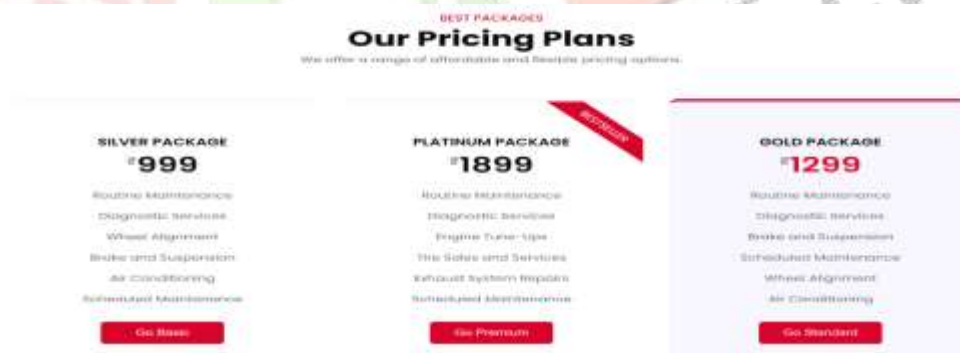 BEST PACKAGES
Our Pricing Plans
We offer a range of affordable and flexible pricing options.
SILVER PACKAGE
₹999
Routine Maintenance
Diagnostic Services
Wheel Alignment
Brake and Suspension
Air Conditioning
Scheduled Maintenance
Go Basic
BESTSELLER
PLATINUM PACKAGE
₹1899
Routine Maintenance
Diagnostic Services
Engine Tune-Ups
Tire Sales and Services
Exhaust System Repairs
Scheduled Maintenance
Go Premium
GOLD PACKAGE
₹1299
Routine Maintenance
Diagnostic Services
Brake and Suspension
Scheduled Maintenance
Wheel Alignment
Air Conditioning
Go Standard